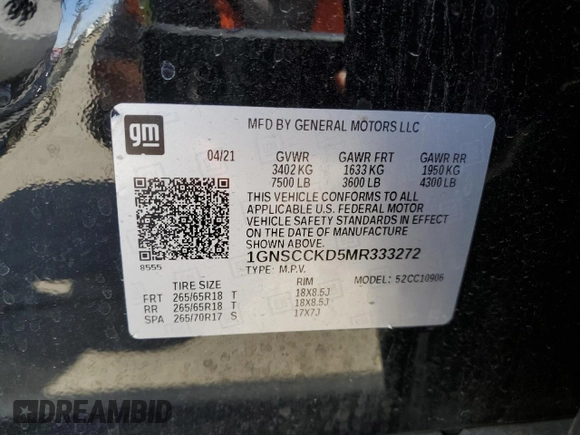 gm
MFD BY GENERAL MOTORS LLC
04/21 GVWR GAWR FRT GAWR RR
3402 KG 1633 KG 1950 KG
7500 LB 3600 LB 4300 LB
THIS VEHICLE CONFORMS TO ALL
APPLICABLE U.S. FEDERAL MOTOR
VEHICLE SAFETY STANDARDS IN EFFECT
ON THE DATE OF MANUFACTURE
SHOWN ABOVE.
1GNSCCKD5MR333272
8555
TYPE: M.P.V. MODEL: 52CC10906
TIRE SIZE RIM
FRT 265/65R18 T 18X8.5J
RR 265/65R18 T 18X8.5J
SPA 265/70R17 S 17X7J
DREAMBID